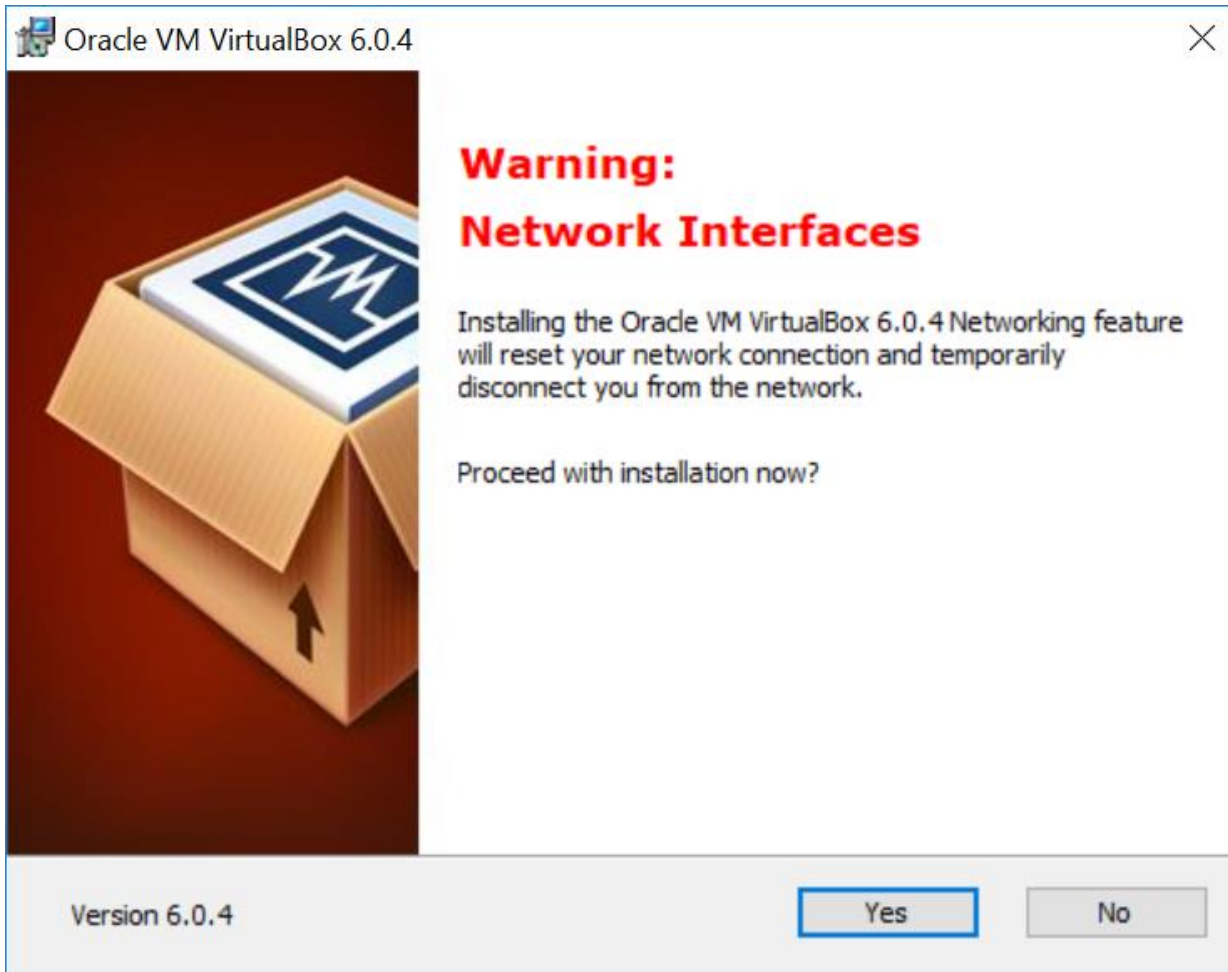 Oracle VM VirtualBox 6.0.4
Warning:
Network Interfaces
Installing the Oracle VM VirtualBox 6.0.4 Networking feature
will reset your network connection and temporarily
disconnect you from the network.
Proceed with installation now?
Version 6.0.4
Yes
No